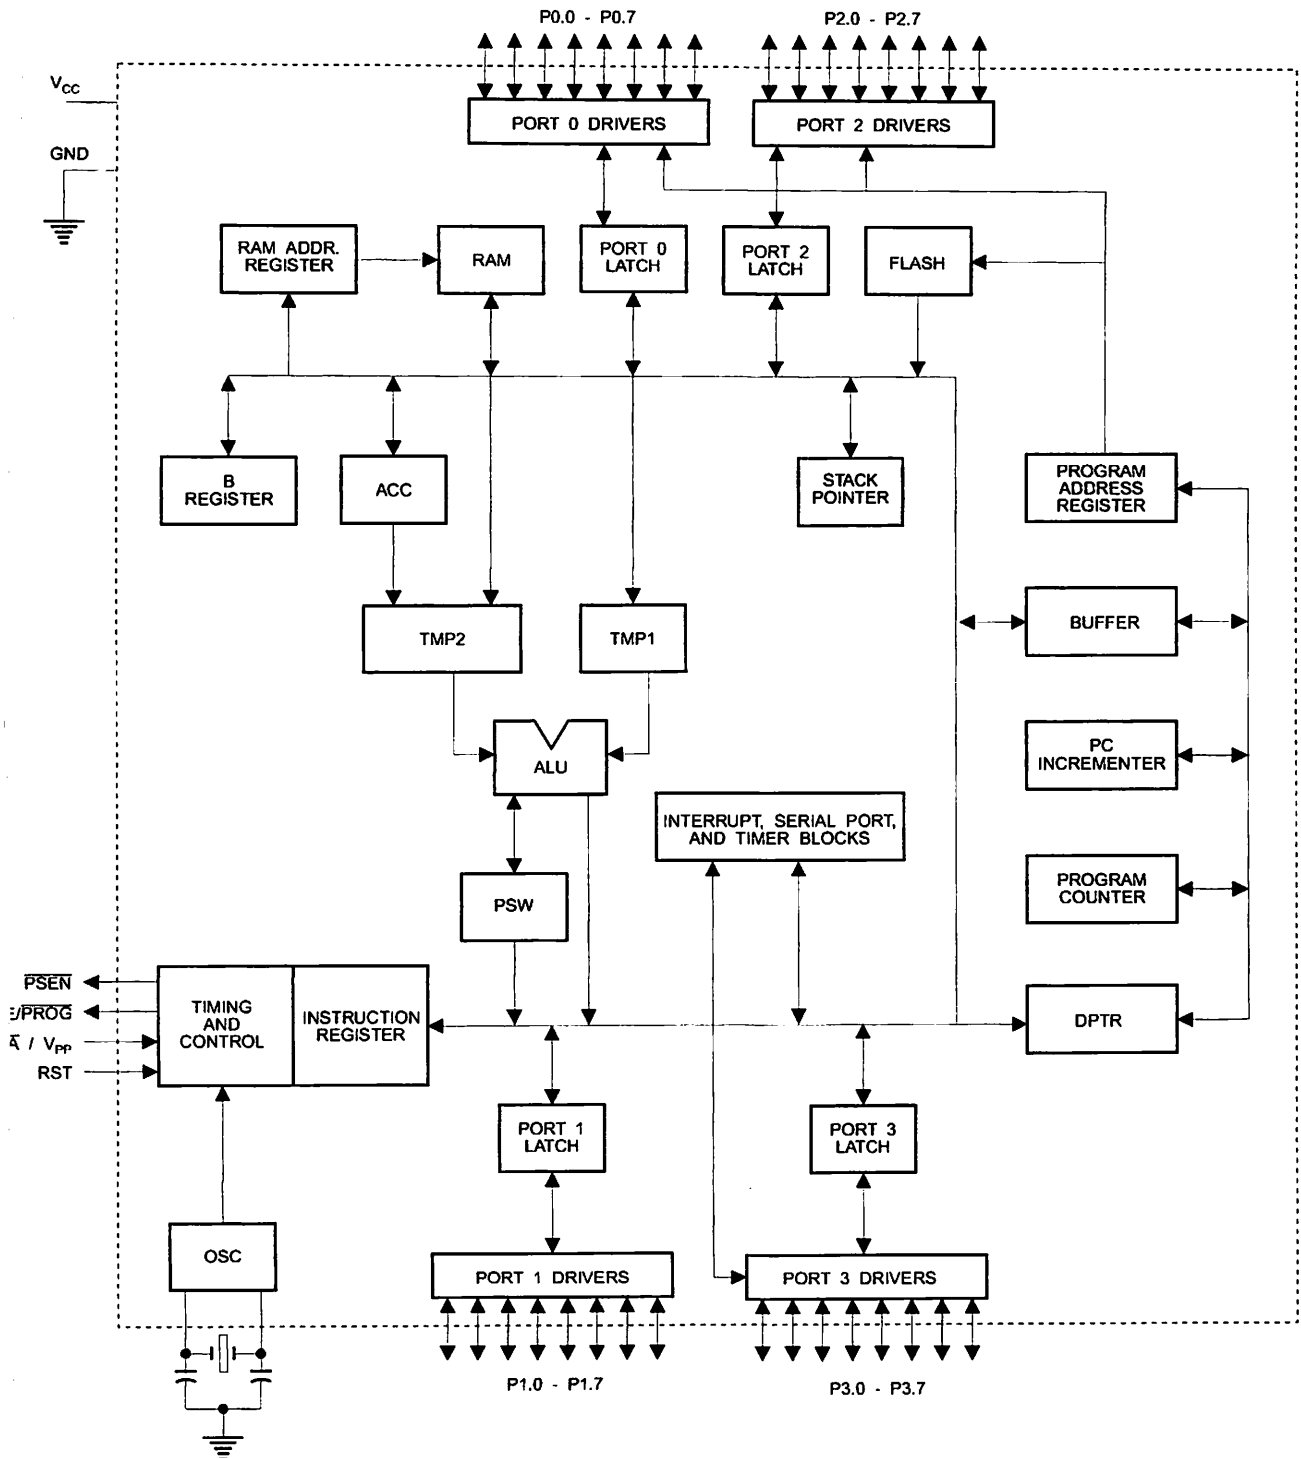 P0.0 - P0.7
P2.0 - P2.7
VCC
GND
PORT 0 DRIVERS
PORT 2 DRIVERS
RAM ADDR.
REGISTER
RAM
PORT 0
LATCH
PORT 2
LATCH
FLASH
B
REGISTER
ACC
STACK
POINTER
PROGRAM
ADDRESS
REGISTER
TMP2
TMP1
BUFFER
ALU
PC
INCREMENTER
INTERRUPT, SERIAL PORT,
AND TIMER BLOCKS
PSW
PROGRAM
COUNTER
PSEN
/PROG
A / VPP
RST
TIMING
AND
CONTROL
INSTRUCTION
REGISTER
DPTR
PORT 1
LATCH
PORT 3
LATCH
OSC
PORT 1 DRIVERS
PORT 3 DRIVERS
P1.0 - P1.7
P3.0 - P3.7